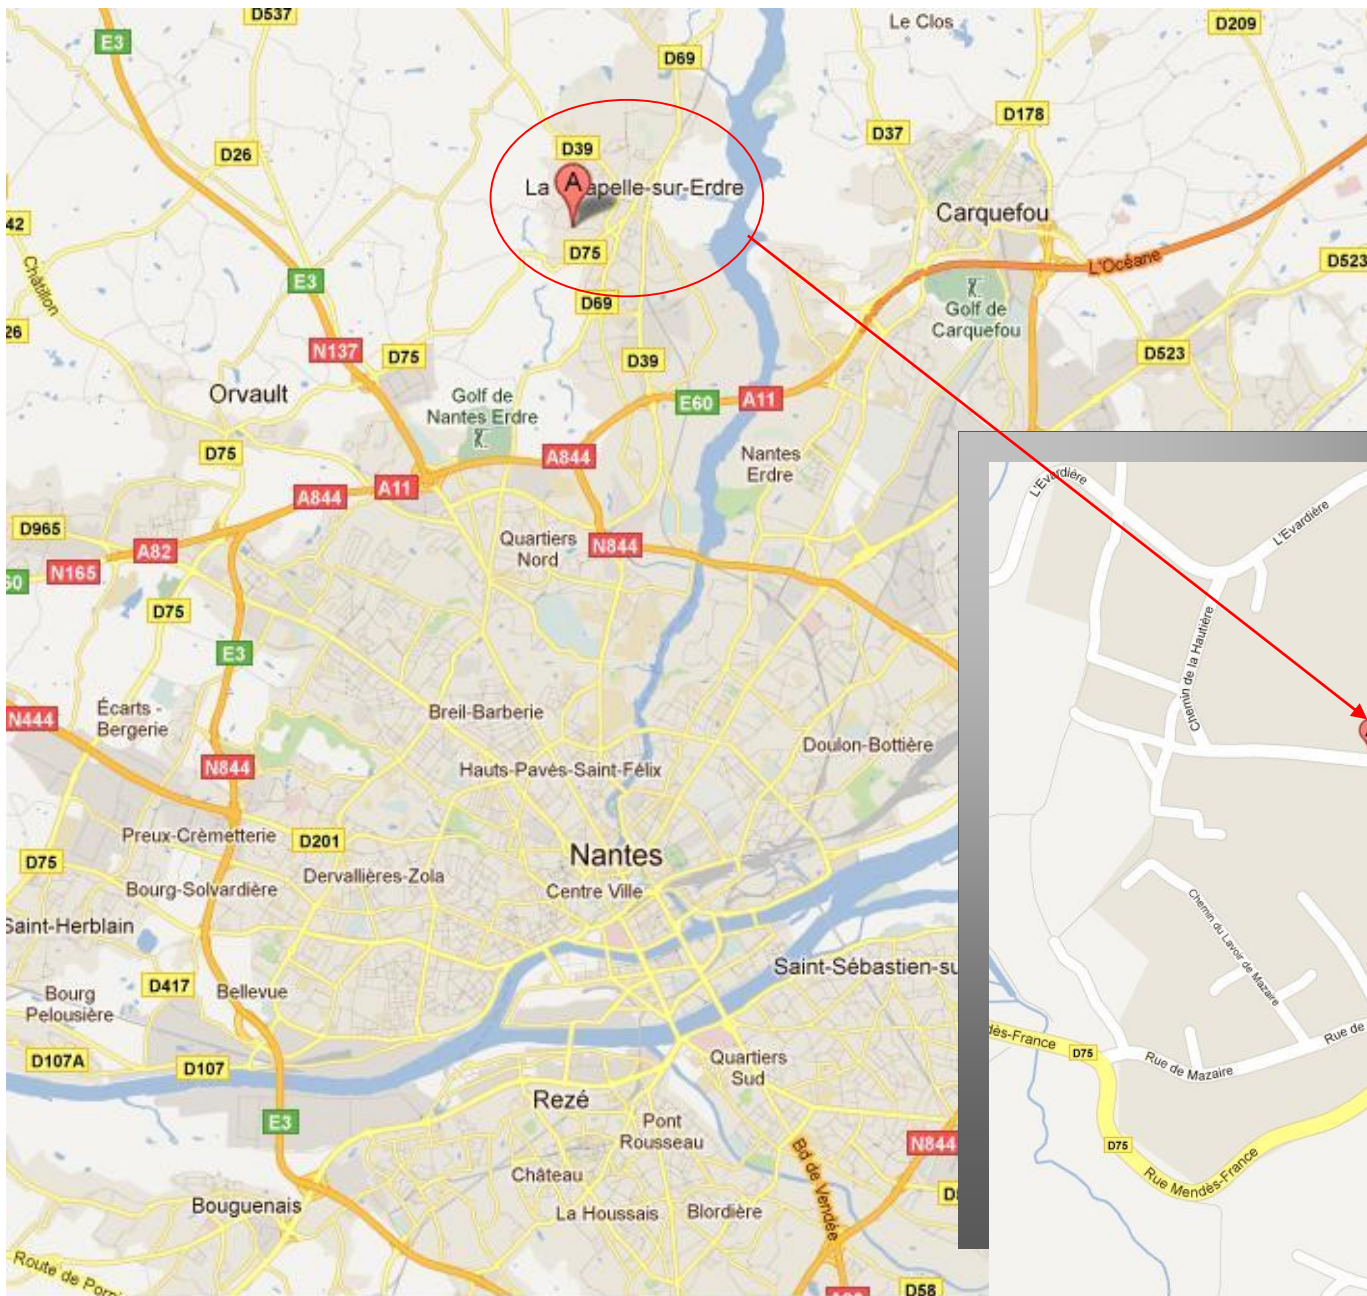 D537
Le Clos
D209
E3
D69
D178
D37
D26
D39
La
A
apelle-sur-Erdre
Carquefou
42
Châtillon
D75
L'Océane
D523
E3
D69
Golf de
Carquefou
26
N137
D75
D39
D523
Orvault
Golf de
Nantes Erdre
E60
A11
D75
A844
Nantes
Erdre
A11
A844
D965
Quartiers
Nord
N844
A82
60
N165
D75
E3
Écarts -
Bergerie
Breil-Barberie
N444
Doulon-Bottière
N844
Hauts-Pavés-Saint-Félix
Preux-Crèmetterie
D201
Nantes
D75
Bourg-Solvardière
Dervallières-Zola
Centre Ville
Saint-Herblain
Saint-Sébastien-su
D417
Bellevue
Bourg
Pelousière
D107A
D107
Quartiers
Sud
Rezé
E3
Pont
Rousseau
N844
Château
Bd de Vendée
Bouguenais
La Houssais
Blordière
Route de Porni
D58
L'Evardière
L'Evardière
Chemin de la Hautière
Chemin du Lavoir de Mazaire
Rue de
dès-France
D75
Rue de Mazaire
D75
Rue Mendès-France